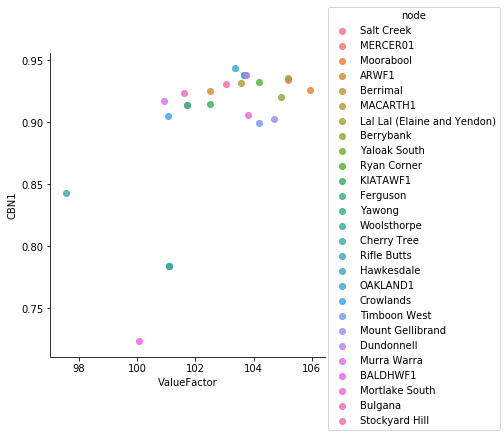 node
Salt Creek
MERCER01
Moorabool
ARWF1
Berrimal
MACARTH1
Lal Lal (Elaine and Yendon)
Berrybank
Yaloak South
Ryan Corner
KIATAWF1
Ferguson
Yawong
Woolsthorpe
Cherry Tree
Rifle Butts
Hawkesdale
OAKLAND1
Crowlands
Timboon West
Mount Gellibrand
Dundonnell
Murra Warra
BALDHWF1
Mortlake South
Bulgana
Stockyard Hill
0.95
0.90
0.85
0.80
0.75
CBN1
98 100 102 104 106
ValueFactor